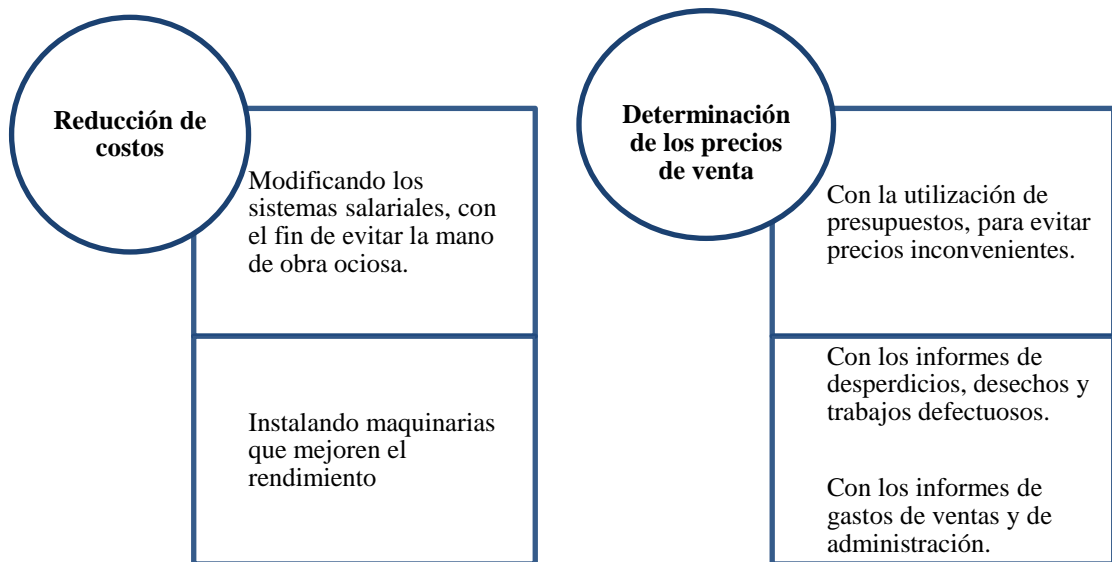 Reducción de
costos
Modificando los
sistemas salariales, con
el fin de evitar la mano
de obra ociosa.
Instalando maquinarias
que mejoren el
rendimiento
Determinación
de los precios
de venta
Con la utilización de
presupuestos, para evitar
precios inconvenientes.
Con los informes de
desperdicios, desechos y
trabajos defectuosos.
Con los informes de
gastos de ventas y de
administración.